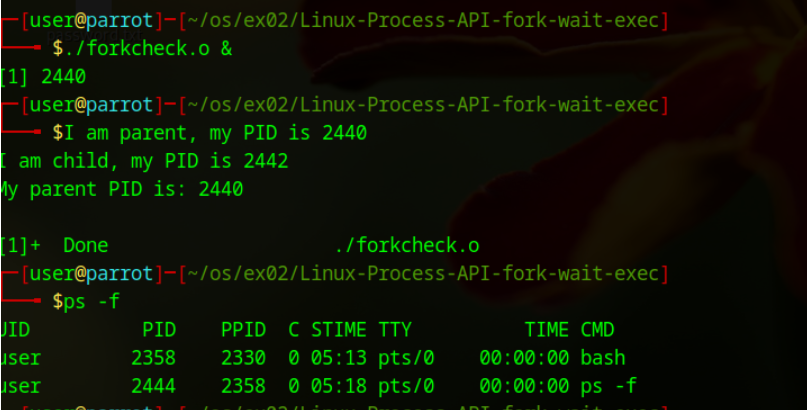 [user@parrot]─[~/os/ex02/Linux-Process-API-fork-wait-exec]
$./forkcheck.o &
[1] 2440
[user@parrot]─[~/os/ex02/Linux-Process-API-fork-wait-exec]
$I am parent, my PID is 2440
I am child, my PID is 2442
My parent PID is: 2440
[1]+  Done                    ./forkcheck.o
[user@parrot]─[~/os/ex02/Linux-Process-API-fork-wait-exec]
$ps -f
UID          PID    PPID  C STIME TTY          TIME CMD
user        2358    2330  0 05:13 pts/0    00:00:00 bash
user        2444    2358  0 05:18 pts/0    00:00:00 ps -f